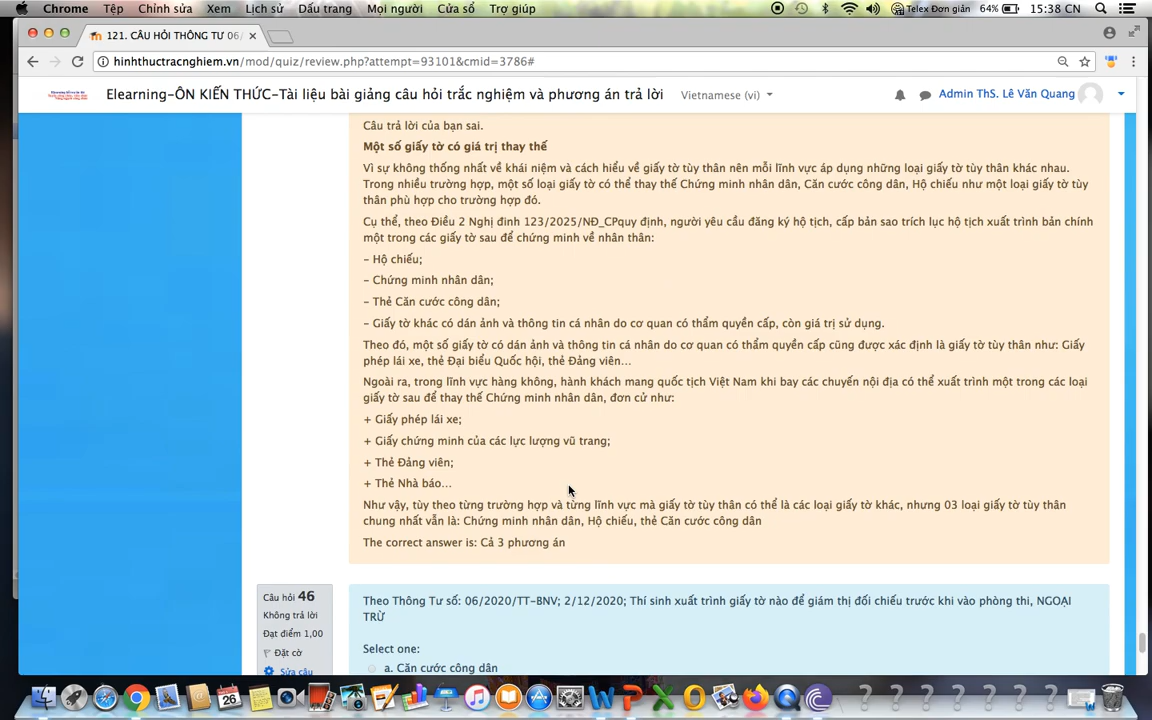 Chrome Tệp Chỉnh sửa Xem Lịch sử Dấu trang Mọi người Cửa sổ Trợ giúp Telex Đơn giản 64% 15:38 CN
121. CÂU HỎI THÔNG TƯ 06/
hinhthuctracnghiem.vn/mod/quiz/review.php?attempt=93101&cmid=3786#
Elearning-ÔN KIẾN THỨC-Tài liệu bài giảng câu hỏi trắc nghiệm và phương án trả lời Vietnamese (vi) Admin ThS. Lê Văn Quang
Câu trả lời của bạn sai.
Một số giấy tờ có giá trị thay thế
Vì sự không thống nhất về khái niệm và cách hiểu về giấy tờ tùy thân nên mỗi lĩnh vực áp dụng những loại giấy tờ tùy thân khác nhau.
Trong nhiều trường hợp, một số loại giấy tờ có thể thay thế Chứng minh nhân dân, Căn cước công dân, Hộ chiếu như một loại giấy tờ tùy
thân phù hợp cho trường hợp đó.
Cụ thể, theo Điều 2 Nghị đinh 123/2025/NĐ_CPquy định, người yêu cầu đăng ký hộ tịch, cấp bản sao trích lục hộ tịch xuất trình bản chính
một trong các giấy tờ sau để chứng minh về nhân thân:
– Hộ chiếu;
– Chứng minh nhân dân;
– Thẻ Căn cước công dân;
– Giấy tờ khác có dán ảnh và thông tin cá nhân do cơ quan có thẩm quyền cấp, còn giá trị sử dụng.
Theo đó, một số giấy tờ có dán ảnh và thông tin cá nhân do cơ quan có thẩm quyền cấp cũng được xác định là giấy tờ tùy thân như: Giấy
phép lái xe, thẻ Đại biểu Quốc hội, thẻ Đảng viên...
Ngoài ra, trong lĩnh vực hàng không, hành khách mang quốc tịch Việt Nam khi bay các chuyến nội địa có thể xuất trình một trong các loại
giấy tờ sau để thay thế Chứng minh nhân dân, đơn cử như:
+ Giấy phép lái xe;
+ Giấy chứng minh của các lực lượng vũ trang;
+ Thẻ Đảng viên;
+ Thẻ Nhà báo...
Như vậy, tùy theo từng trường hợp và từng lĩnh vực mà giấy tờ tùy thân có thể là các loại giấy tờ khác, nhưng 03 loại giấy tờ tùy thân
chung nhất vẫn là: Chứng minh nhân dân, Hộ chiếu, thẻ Căn cước công dân
The correct answer is: Cả 3 phương án
Câu hỏi 46
Không trả lời
Đạt điểm 1,00
Đặt cờ
Sửa câu
Theo Thông Tư số: 06/2020/TT-BNV; 2/12/2020; Thí sinh xuất trình giấy tờ nào để giám thị đối chiếu trước khi vào phòng thi, NGOẠI
TRỪ
Select one:
a. Căn cước công dân